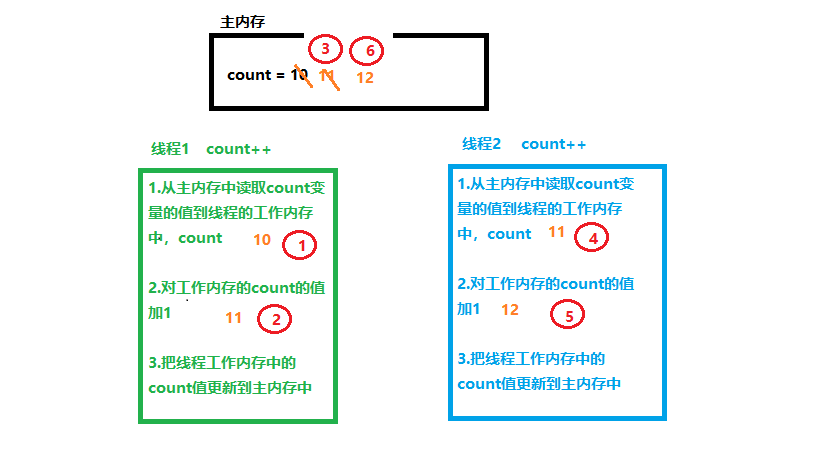 主内存
3 6
count = 10 11 12
线程1 count++
1.从主内存中读取count变
量的值到线程的工作内存
中，count 10 1
2.对工作内存的count的值
加1 11 2
3.把线程工作内存中的
count值更新到主内存中
线程2 count++
1.从主内存中读取count变
量的值到线程的工作内存
中，count 11 4
2.对工作内存的count的值
加1 12 5
3.把线程工作内存中的
count值更新到主内存中